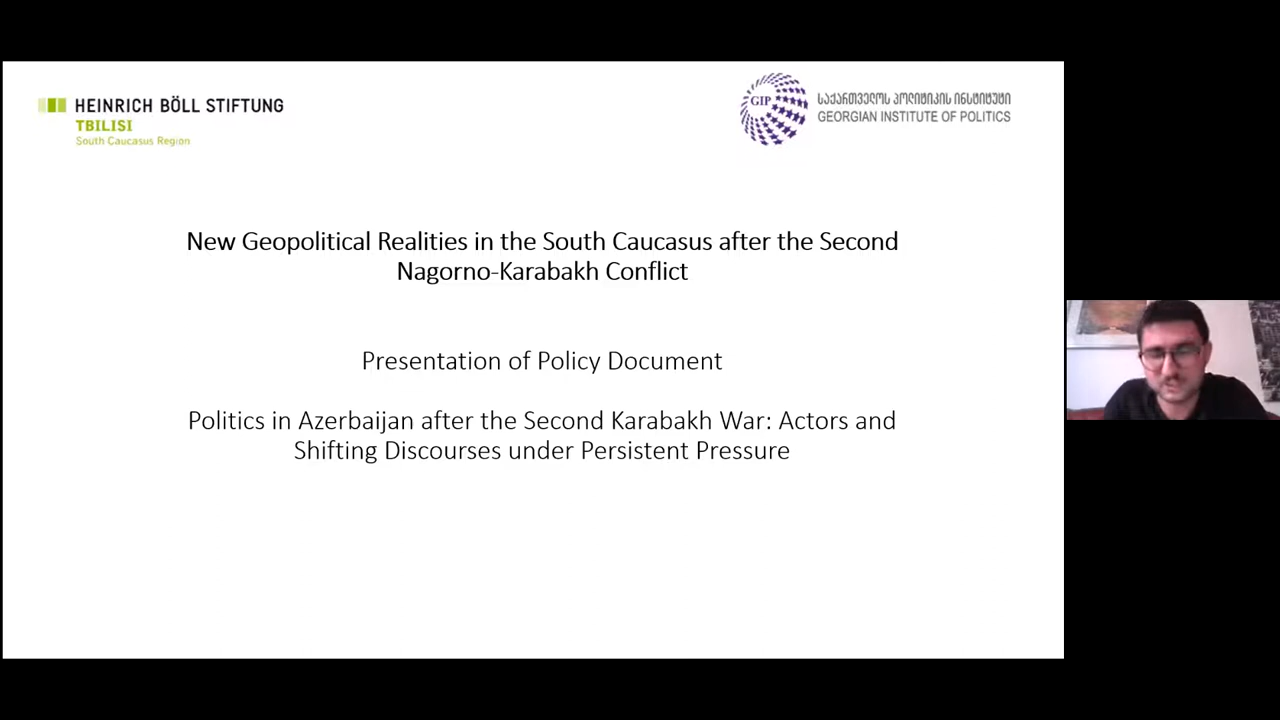 HEINRICH BÖLL STIFTUNG
TBILISI
South Caucasus Region
GIP
საქართველოს პოლიტიკის ინსტიტუტი
GEORGIAN INSTITUTE OF POLITICS
New Geopolitical Realities in the South Caucasus after the Second
Nagorno-Karabakh Conflict
Presentation of Policy Document
Politics in Azerbaijan after the Second Karabakh War: Actors and
Shifting Discourses under Persistent Pressure